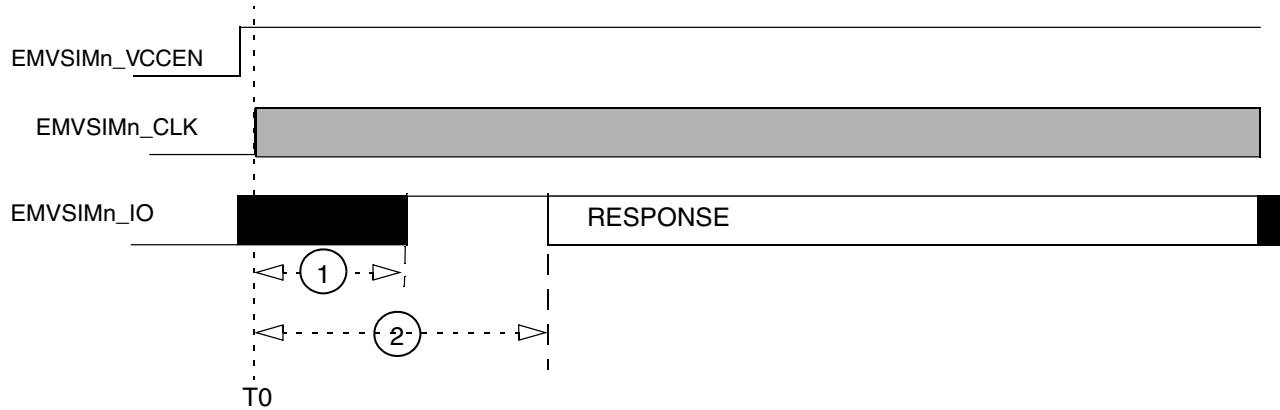 EMVSIMn_VCCEN
EMVSIMn_CLK
EMVSIMn_IO
RESPONSE
1
2
T0